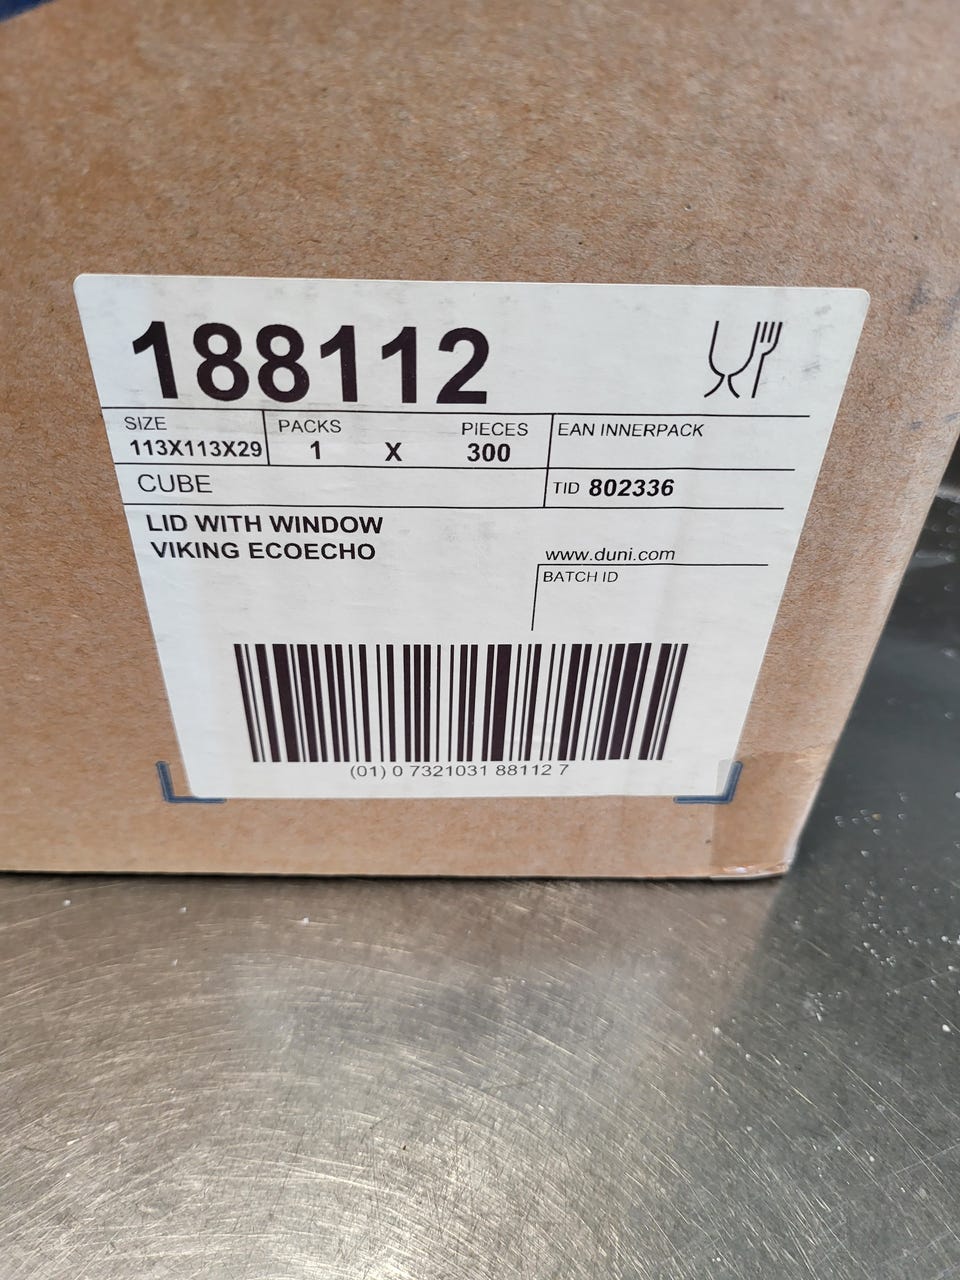 188112
SIZE PACKS PIECES EAN INNERPACK
113X113X29 1 X 300
CUBE TID 802336
LID WITH WINDOW
VIKING ECOECHO www.duni.com
BATCH ID
(01) 0 7321031 88112 7